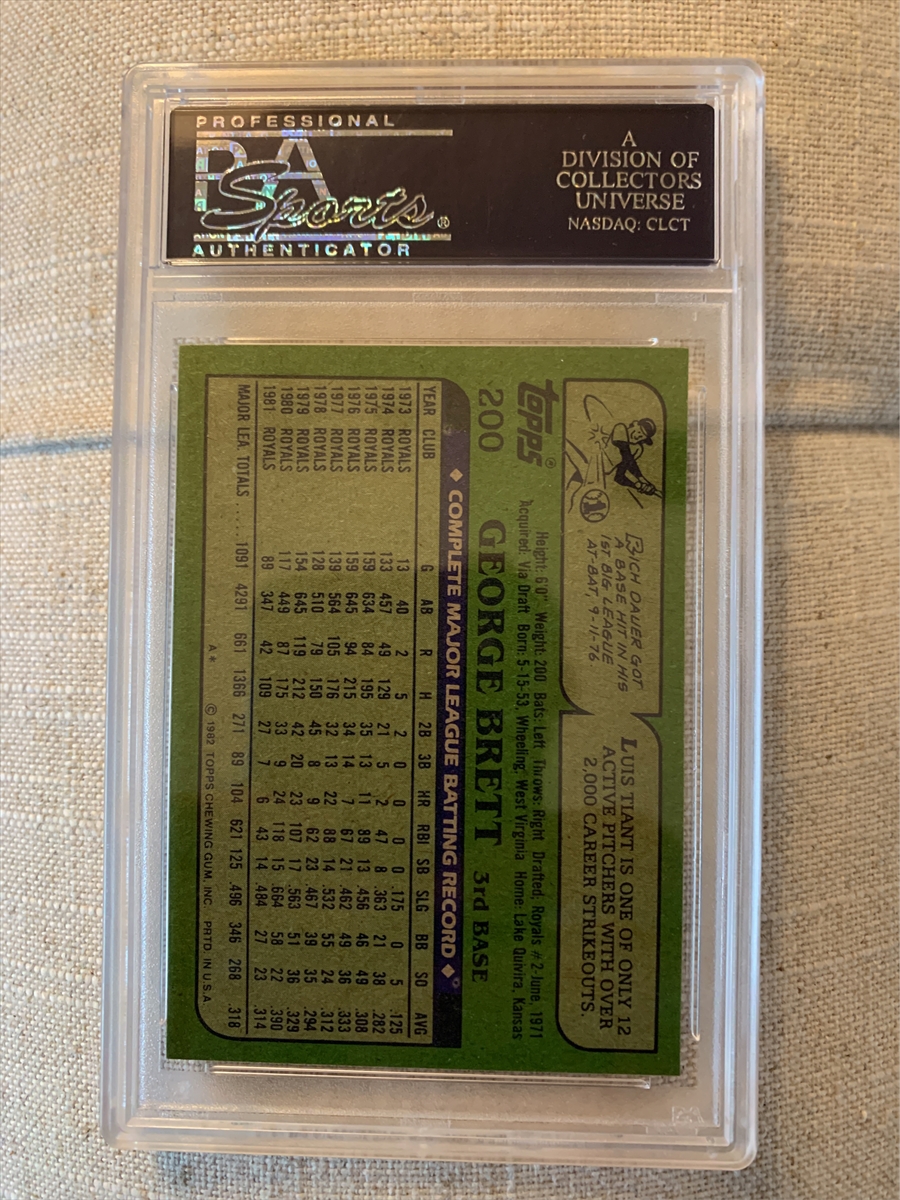 PROFESSIONAL
PSA
Sports®
AUTHENTICATOR
A
DIVISION OF
COLLECTORS
UNIVERSE
NASDAQ: CLCT
RICH DAUER GOT
A BASE HIT IN HIS
1ST BIG LEAGUE
AT-BAT, 9-11-76
LUIS TIANT IS ONE OF ONLY 12
ACTIVE PITCHERS WITH OVER
2,000 CAREER STRIKEOUTS.
topps®
200 GEORGE BRETT 3rd BASE
Height: 6'0" Weight: 200 Bats: Left Throws: Right Drafted: Royals #2-June, 1971
Acquired: Via Draft Born: 5-15-53, Wheeling, West Virginia Home: Lake Quivira, Kansas
◆ COMPLETE MAJOR LEAGUE BATTING RECORD ◆
YEAR CLUB G AB R H 2B 3B HR RBI SB SLG BB SO AVG
1973 ROYALS 13 40 2 5 2 0 0 0 0 .175 0 5 .125
1974 ROYALS 133 457 49 129 21 5 2 47 8 .363 21 38 .282
1975 ROYALS 159 634 84 195 35 13 11 89 13 .456 46 49 .308
1976 ROYALS 159 645 94 215 34 14 7 67 21 .462 49 36 .333
1977 ROYALS 139 564 105 176 32 13 22 88 14 .532 55 24 .312
1978 ROYALS 128 510 79 150 45 8 9 62 23 .467 39 35 .294
1979 ROYALS 154 645 119 212 42 20 23 107 17 .563 51 36 .329
1980 ROYALS 117 449 87 175 33 9 24 118 15 .664 58 22 .390
1981 ROYALS 89 347 42 109 27 7 6 43 14 .484 27 23 .314
MAJOR LEA. TOTALS ..... 1091 4291 661 1366 271 89 104 621 125 .496 346 268 .318
A* © 1982 TOPPS CHEWING GUM, INC. PRTD. IN U.S.A.